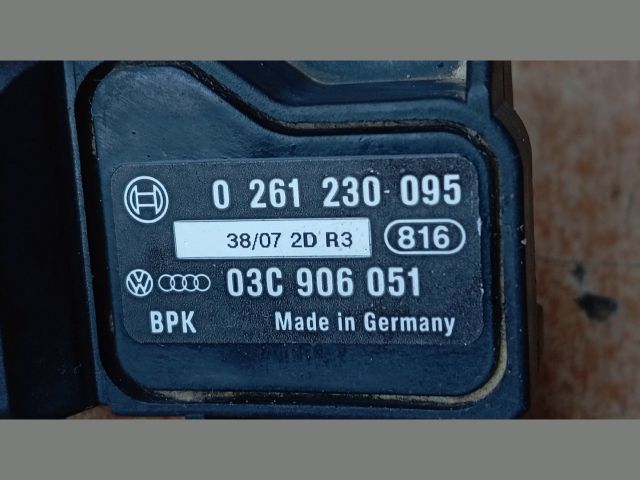 0 261 230 095
38/07 2D R3 816
03C 906 051
BPK Made in Germany